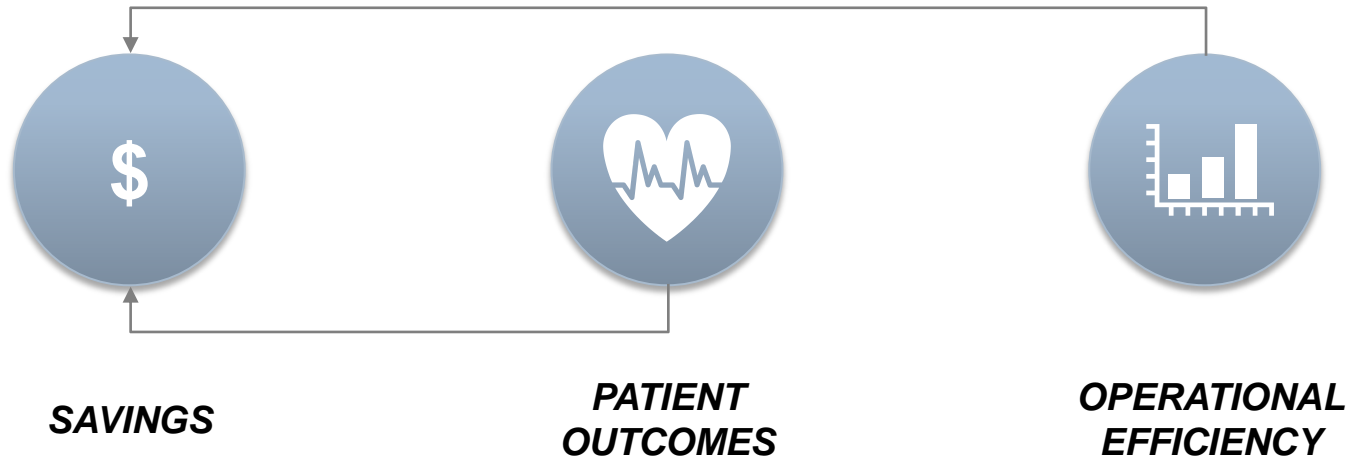 $
SAVINGS
PATIENT
OUTCOMES
OPERATIONAL
EFFICIENCY